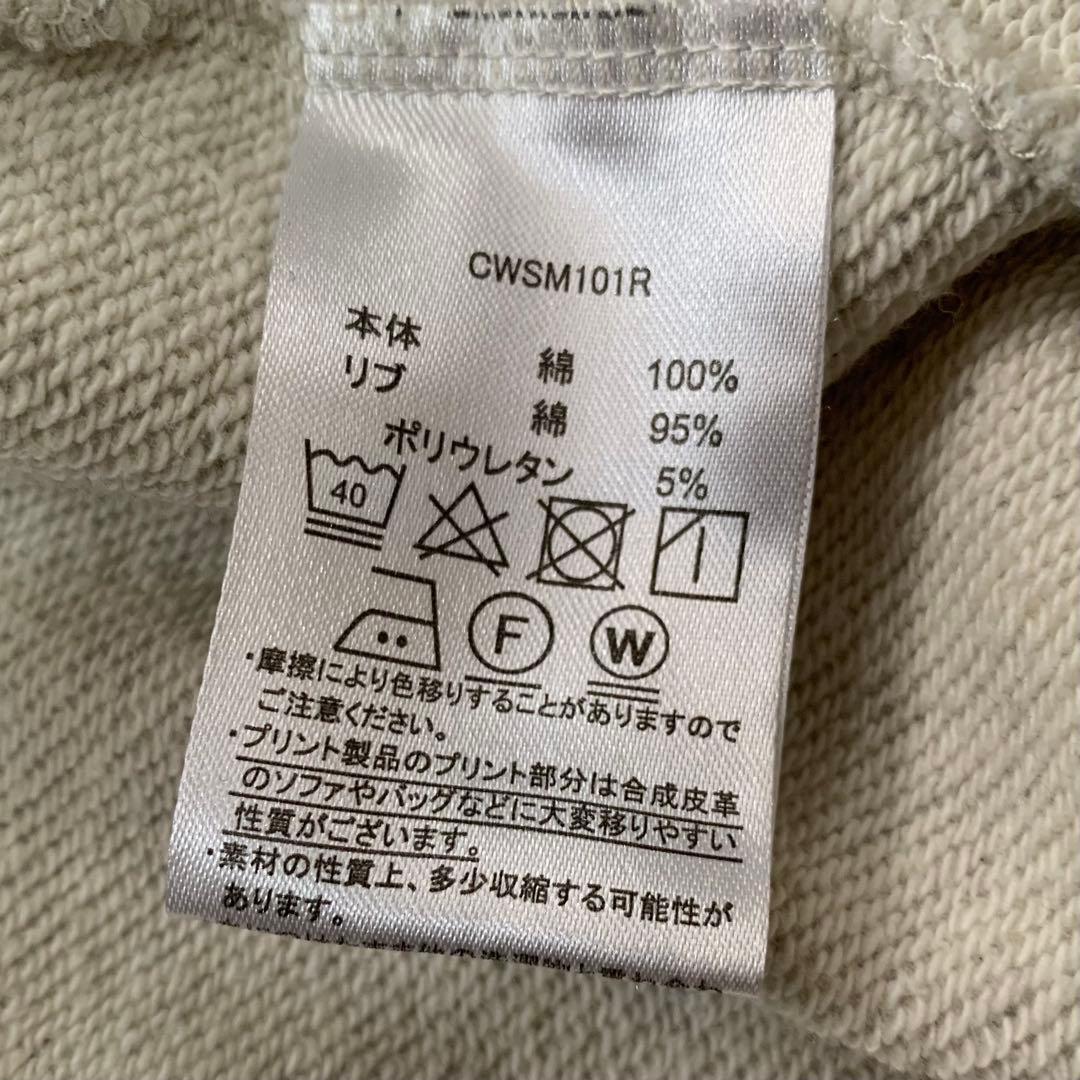 CWSM101R
本体 綿 100%
リブ 綿 95%
ポリウレタン 5%
40
F W
・摩擦により色移りすることがありますので
ご注意ください。
・プリント製品のプリント部分は合成皮革
のソファやバッグなどに大変移りやすい
性質がございます。
・素材の性質上、多少収縮する可能性が
あります。